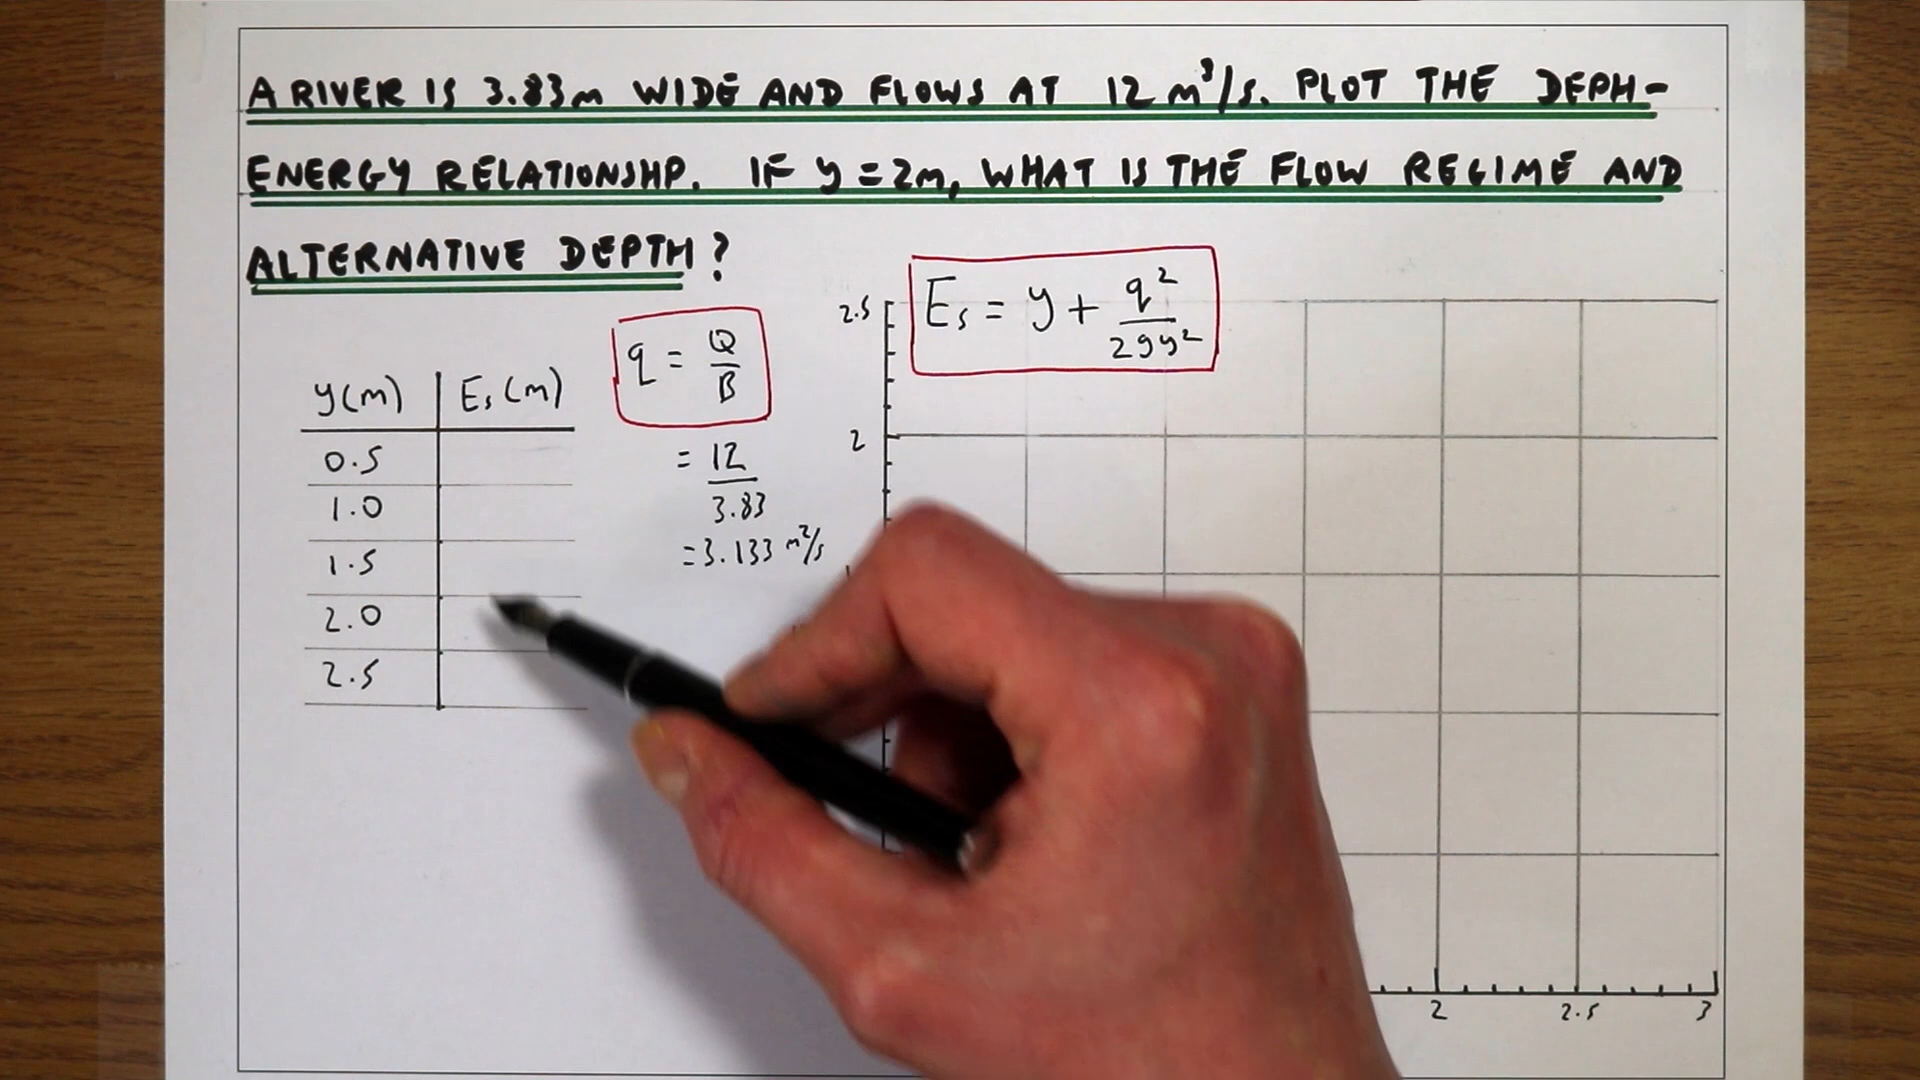 A RIVER IS 3.83m WIDE AND FLOWS AT 12 m³/s. PLOT THE DEPH-
ENERGY RELATIONSHP. IF y = 2m, WHAT IS THE FLOW REGIME AND
ALTERNATIVE DEPTH?
Es = y + q²/2gy²
q = Q/B
= 12/3.83
= 3.133 m²/s
y(m) Es(m)
0.5
1.0
1.5
2.0
2.5
2.5
2
2 2.5 3